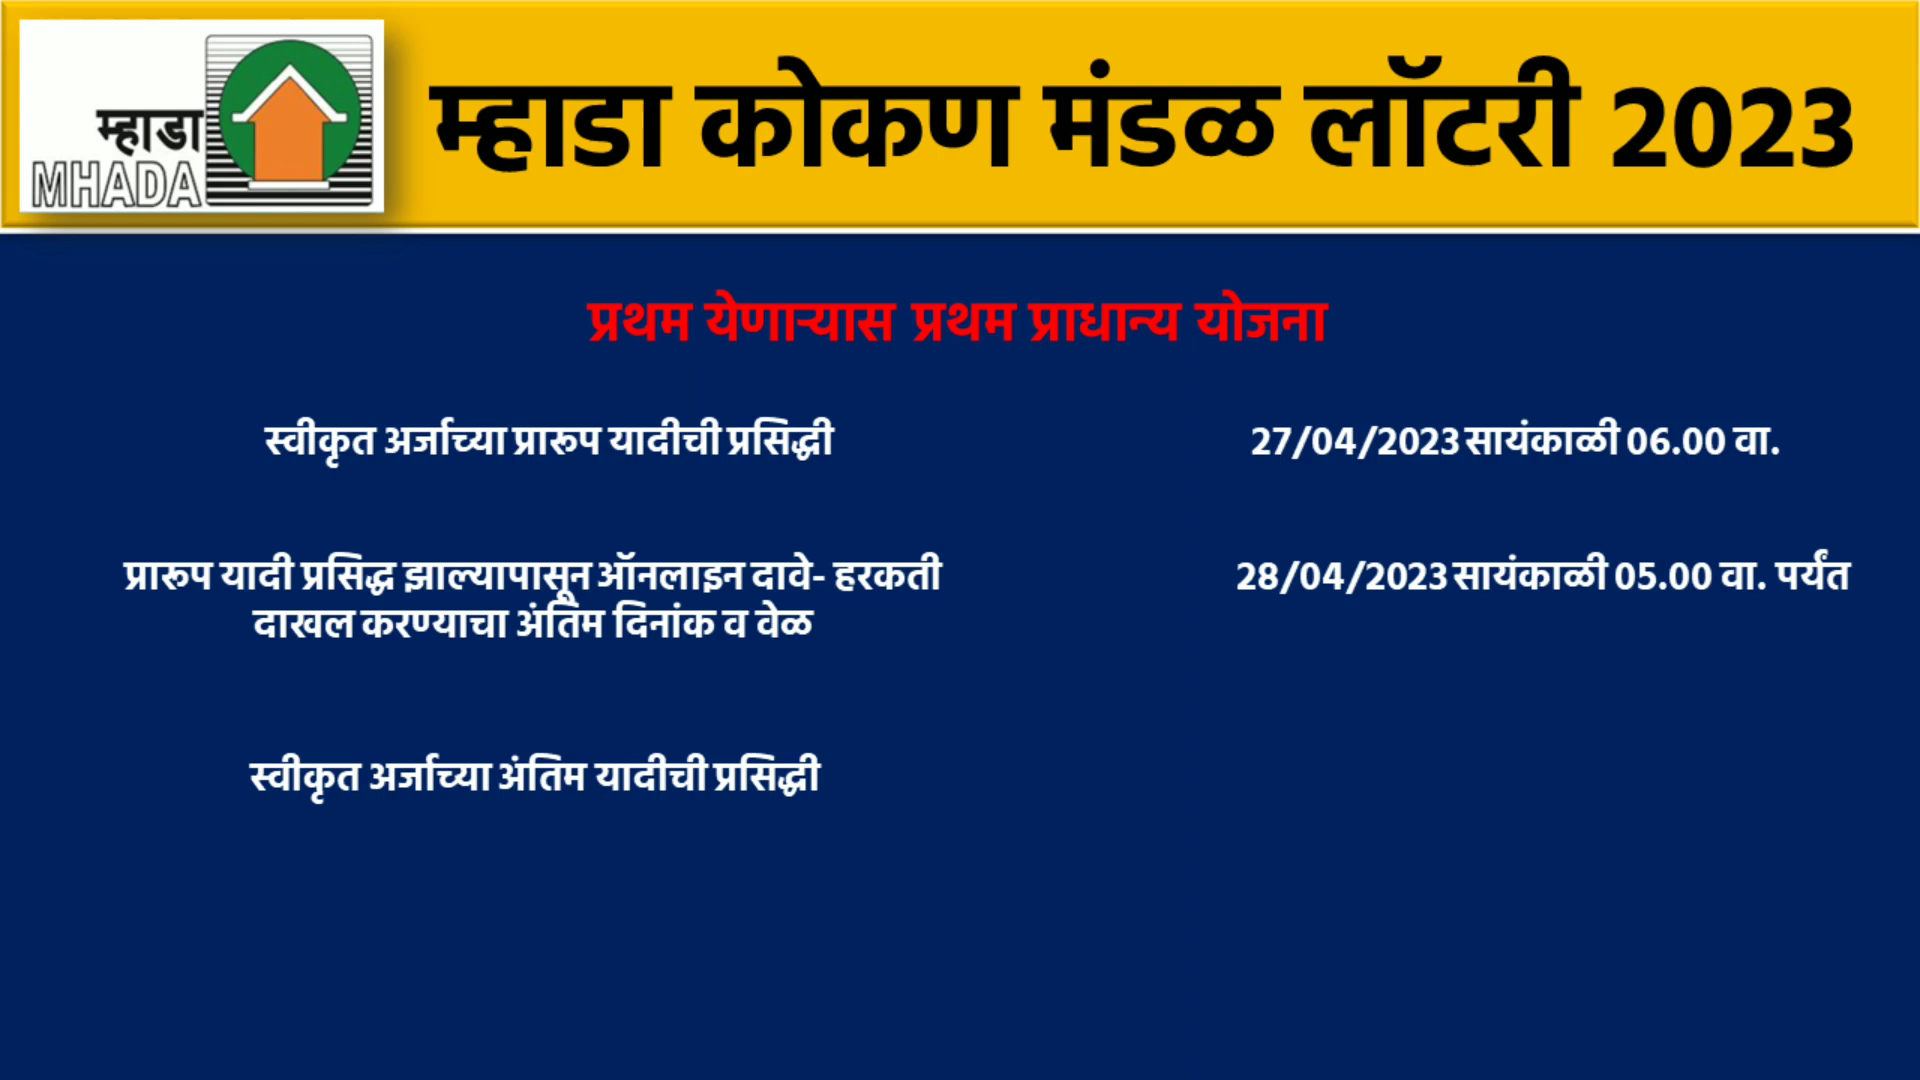 म्हाडा
MHADA
म्हाडा कोकण मंडळ लॉटरी 2023
प्रथम येणाऱ्यास प्रथम प्राधान्य योजना
स्वीकृत अर्जाच्या प्रारूप यादीची प्रसिद्धी 27/04/2023 सायंकाळी 06.00 वा.
प्रारूप यादी प्रसिद्ध झाल्यापासून ऑनलाइन दावे- हरकती 28/04/2023 सायंकाळी 05.00 वा. पर्यंत
दाखल करण्याचा अंतिम दिनांक व वेळ
स्वीकृत अर्जाच्या अंतिम यादीची प्रसिद्धी